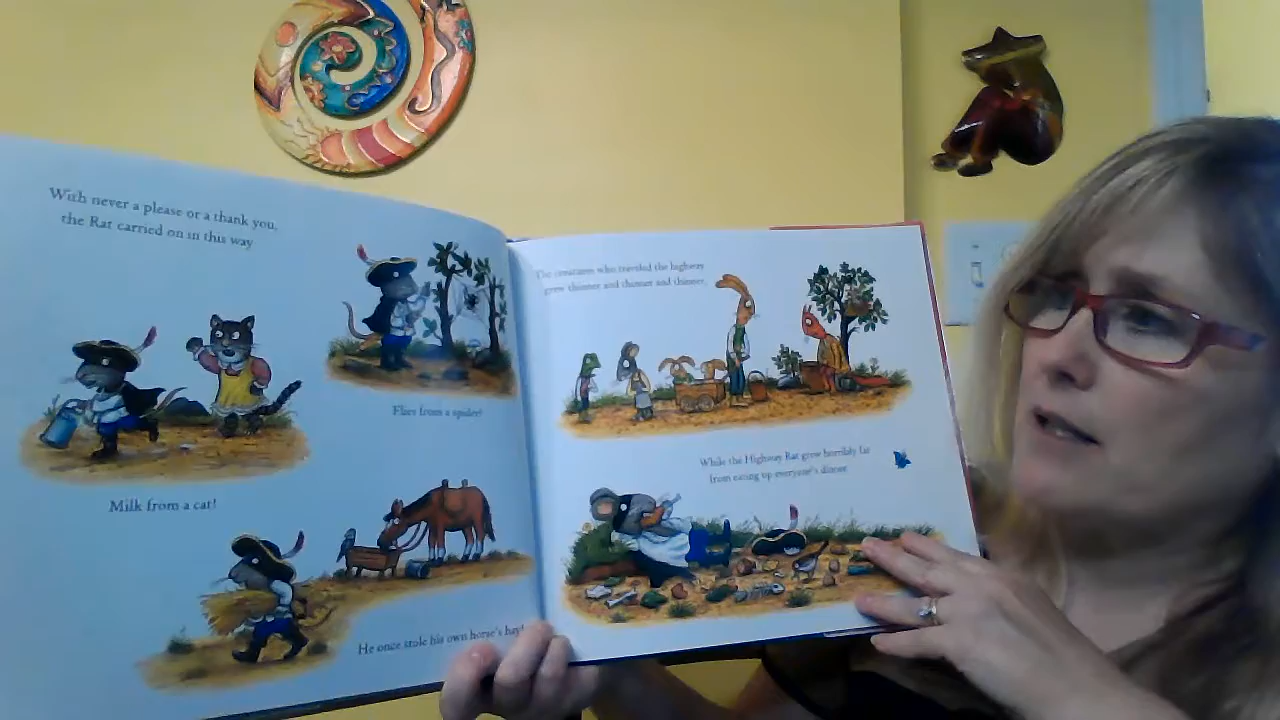 With never a please or a thank you,
the Rat carried on in this way
Milk from a cat!
Flies from a spider!
He once stole his own horse's hay!
The creatures who traveled the highway
grew thinner and thinner and thinner,
While the Highway Rat grew horribly fat
from eating up everyone's dinner.